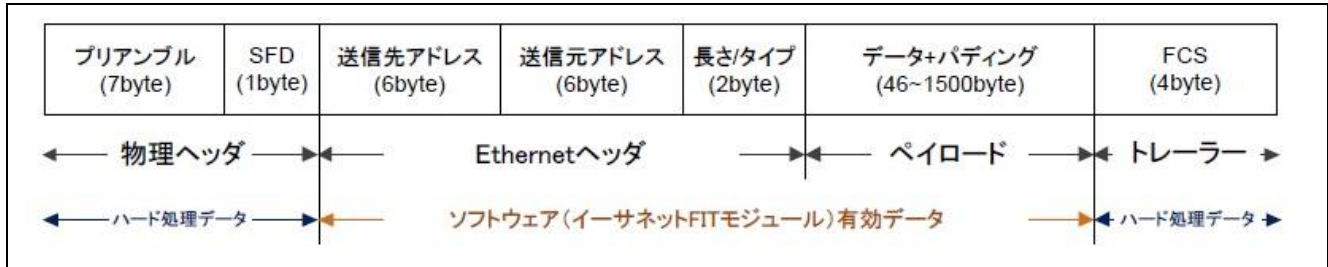 プリアンブル
(7byte)
SFD
(1byte)
送信先アドレス
(6byte)
送信元アドレス
(6byte)
長さ/タイプ
(2byte)
データ+パディング
(46~1500byte)
FCS
(4byte)
物理ヘッダ
Ethernetヘッダ
ペイロード
トレーラー
ハード処理データ
ソフトウェア(イーサネットFITモジュール)有効データ
ハード処理データ